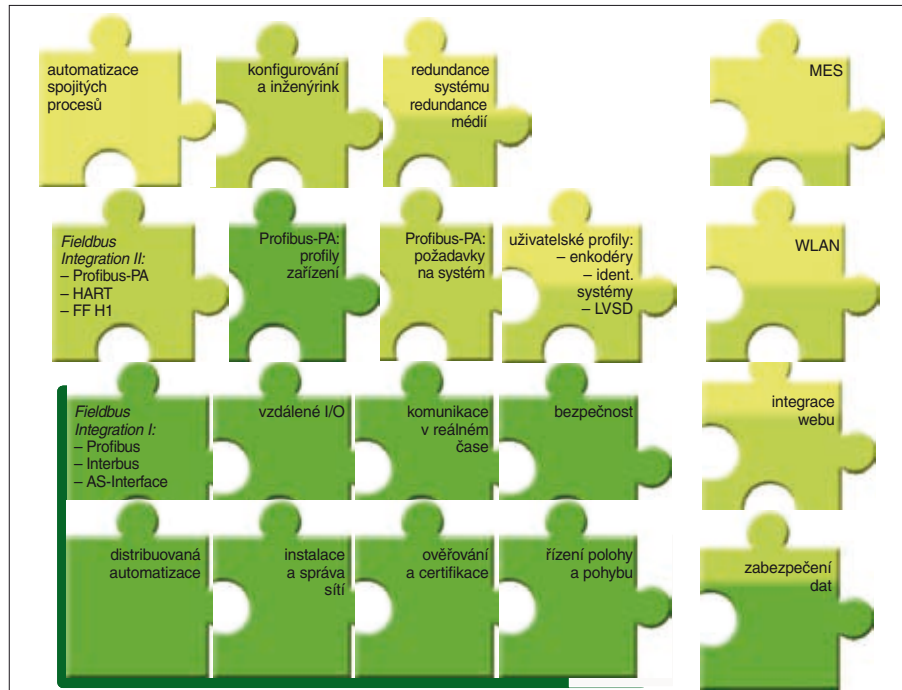 automatizace
spojitých
procesů
konfigurování
a inženýrink
redundance
systému
redundance
médií
MES
Fieldbus
Integration II:
– Profibus-PA
– HART
– FF H1
Profibus-PA:
profily
zařízení
Profibus-PA:
požadavky
na systém
uživatelské profily:
– enkodéry
– ident.
systémy
– LVSD
WLAN
Fieldbus
Integration I:
– Profibus
– Interbus
– AS-Interface
vzdálené I/O
komunikace
v reálném
čase
bezpečnost
integrace
webu
distribuovaná
automatizace
instalace
a správa
sítí
ověřování
a certifikace
řízení polohy
a pohybu
zabezpečení
dat